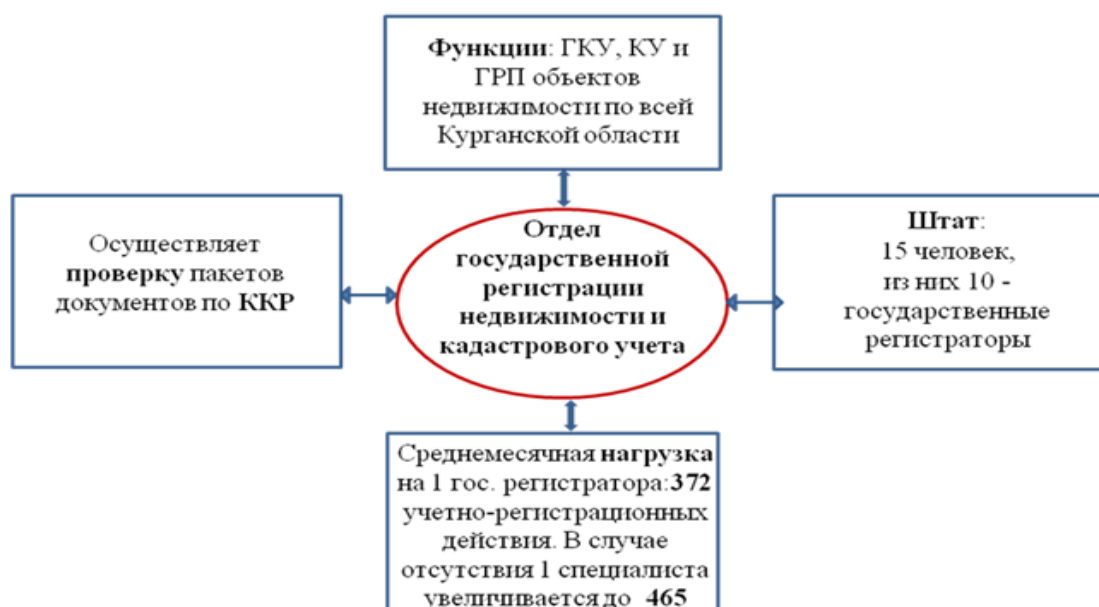 Функции: ГКУ, КУ и
ГРП объектов
недвижимости по всей
Курганской области
Осуществляет
проверку пакетов
документов по ККР
Отдел
государственной
регистрации
недвижимости и
кадастрового учета
Штат:
15 человек,
из них 10 -
государственные
регистраторы
Среднемесячная нагрузка
на 1 гос. регистратора:372
учетно-регистрационных
действия. В случае
отсутствия 1 специалиста
увеличивается до 465